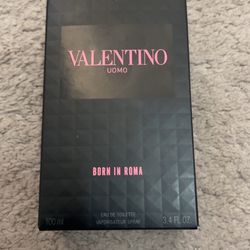 VALENTINO
UOMO
BORN IN ROMA
EAU DE TOILETTE
100 ml VAPORISATEUR SPRAY 3.4 FL. OZ.